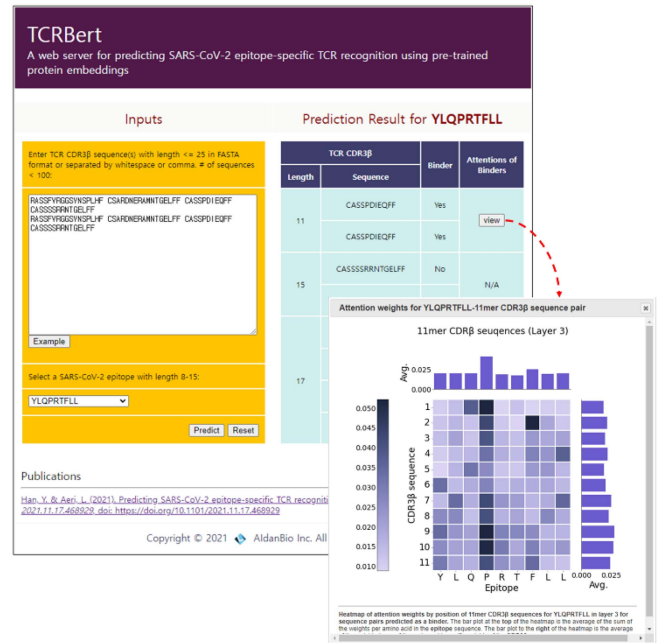 TCRBert
A web server for predicting SARS-CoV-2 epitope-specific TCR recognition using pre-trained
protein embeddings
Inputs
Enter TCR CDR3β sequence(s) with length <= 25 in FASTA
format or separated by whitespace or comma. # of sequences
< 100:
RASSFVRGGSYNSPLHF CSARDNERAMNTGELFF CASSPDIEQFF
CASSSSRRNTGELFF
RASSFVRGGSYNSPLHF CSARDNERAMNTGELFF CASSPDIEQFF
CASSSSRRNTGELFF
Example
Select a SARS-CoV-2 epitope with length 8-15:
YLQPRTFLL
Predict Reset
Prediction Result for YLQPRTFLL
TCR CDR3β Binder Attentions of
Binders
Length Sequence
11 CASSPDIEQFF Yes view
CASSPDIEQFF Yes
15 CASSSSRRNTGELFF No N/A
17
Publications
Han, Y. & Aeri, L. (2021). Predicting SARS-CoV-2 epitope-specific TCR recogniti
2021.11.17.468929, doi: https://doi.org/10.1101/2021.11.17.468
929
Copyright © 2021 AldanBio Inc. All
Attention weights for YLQPRTFLL-11mer CDR3β sequence pair ×
11mer CDRβ seuqences (Layer 3)
Avg.
0.025
0.000
0.050
0.045
0.040
0.035
0.030
0.025
0.020
0.015
0.010
CDR3β sequence
1
2
3
4
5
6
7
8
9
10
11
Y L Q P R T F L L
Epitope
0.000 0.025
Avg.
Heatmap of attention weights by position of 11mer CDR3β sequences for YLQPRTFLL in layer 3 for
sequence pairs predicted as a binder. The bar plot at the top of the heatmap is the average of the sum of
the weights per amino acid in the epitope sequence. The bar plot to the right of the heatmap is the average